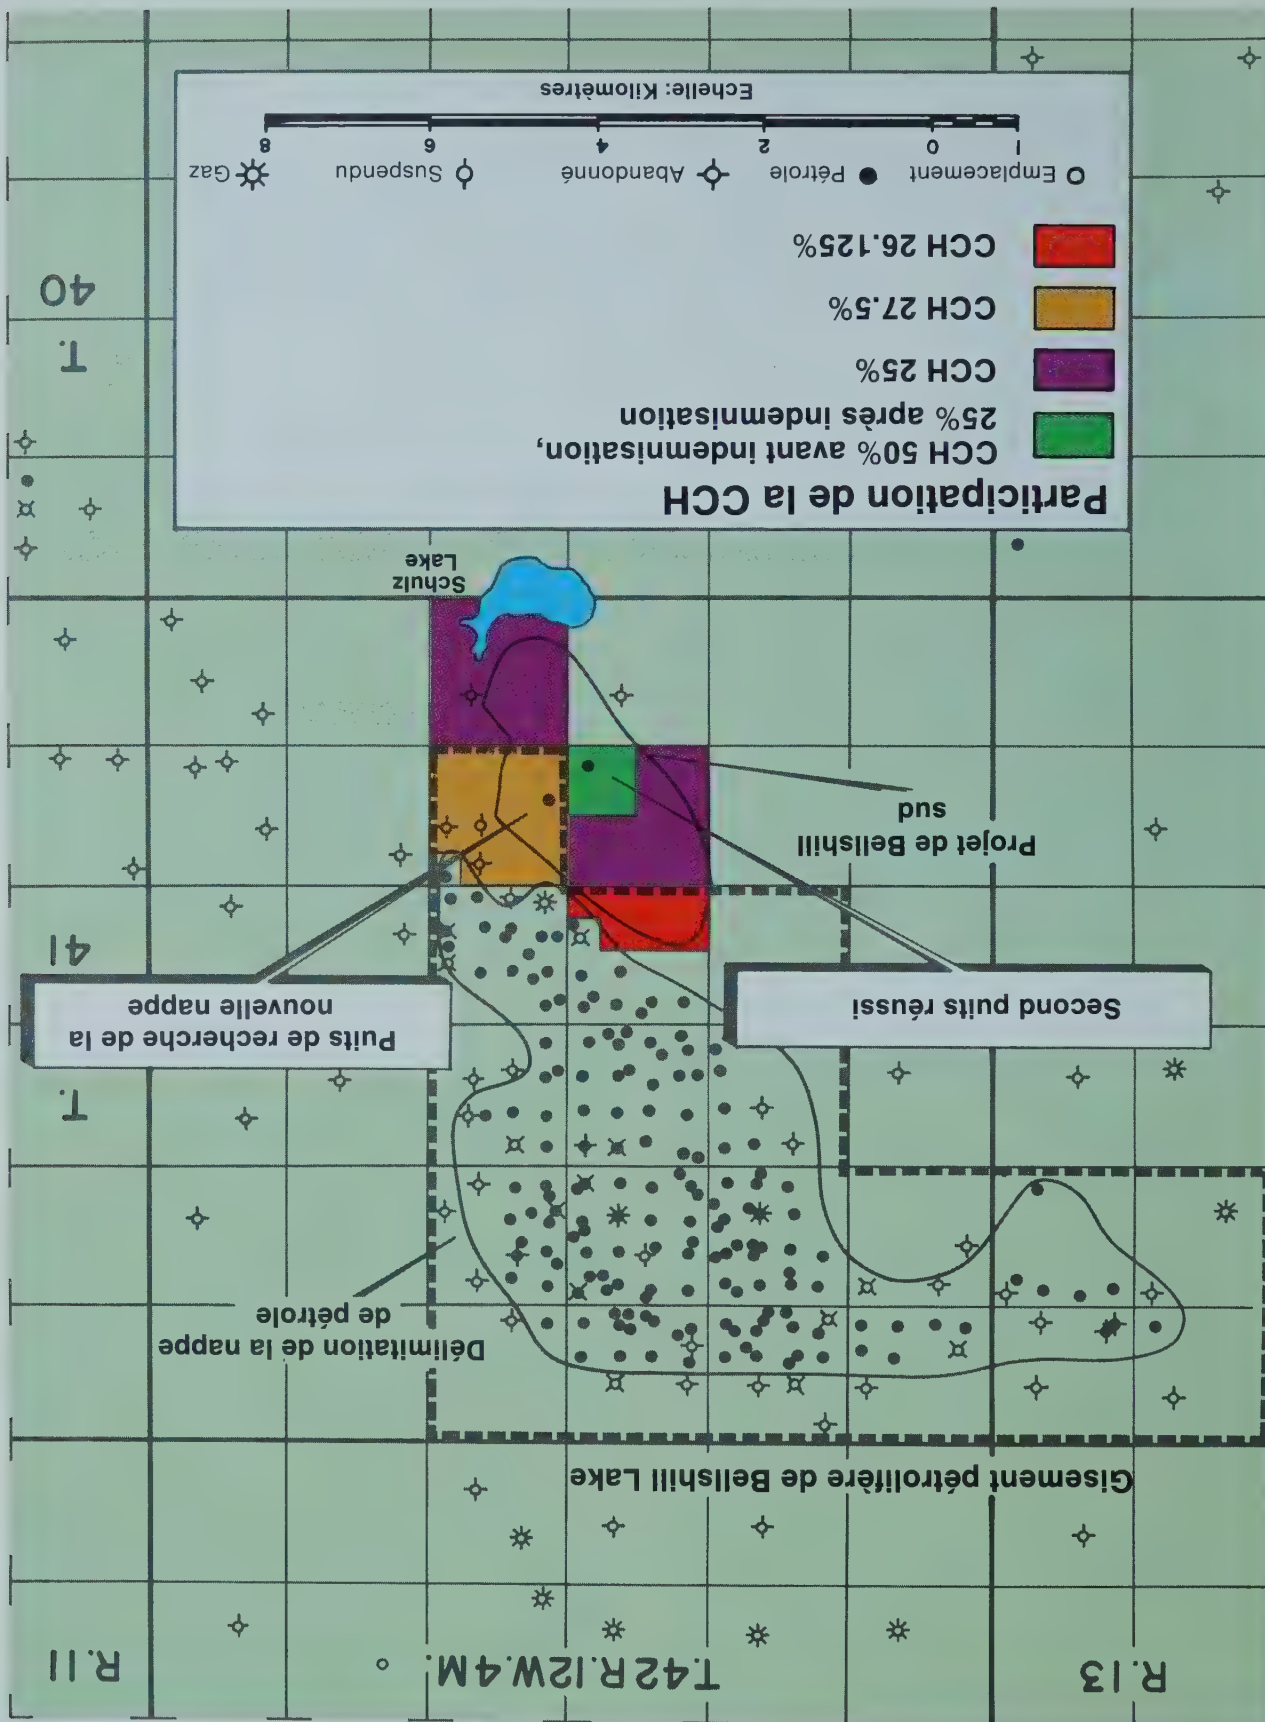 R.13
T.42 R.12 W.4 M.
R.11
Gisement pétrolifère de Bellshill Lake
Délimitation de la nappe
de pétrole
T.
41
Second puits réussi
Puits de recherche de la
nouvelle nappe
Projet de Bellshill
sud
Schulz
Lake
T.
40
Participation de la CCH
CCH 50% avant indemnisation,
25% après indemnisation
CCH 25%
CCH 27.5%
CCH 26.125%
Emplacement
Pétrole
Abandonné
Suspendu
Gaz
1 0 2 4 6 8
Echelle: Kilomètres